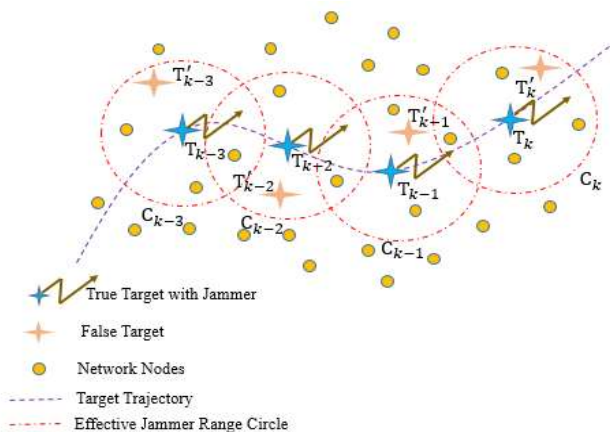 T′ₖ₋₃
T′ₖ
T′ₖ₊₁
Tₖ
Tₖ₋₃
Tₖ₊₂
T′ₖ₋₂
Tₖ₋₁
Cₖ
Cₖ₋₃
Cₖ₋₂
Cₖ₋₁
True Target with Jammer
False Target
Network Nodes
Target Trajectory
Effective Jammer Range Circle